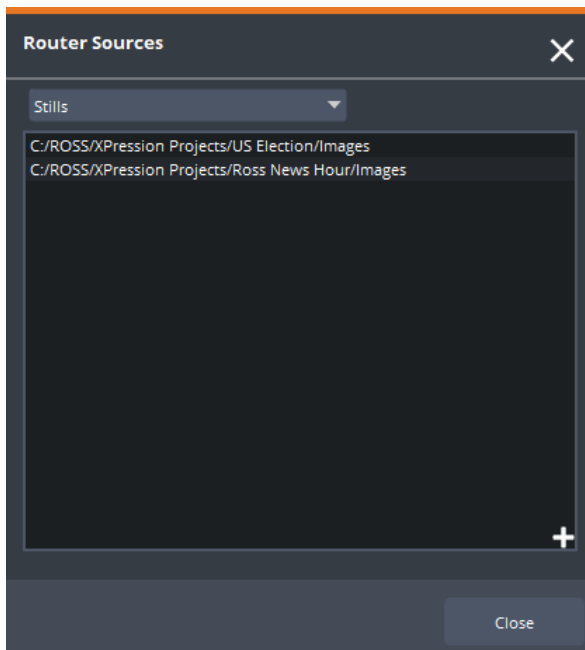 Router Sources
Stills
C:/ROSS/XPression Projects/US Election/Images
C:/ROSS/XPression Projects/Ross News Hour/Images
Close